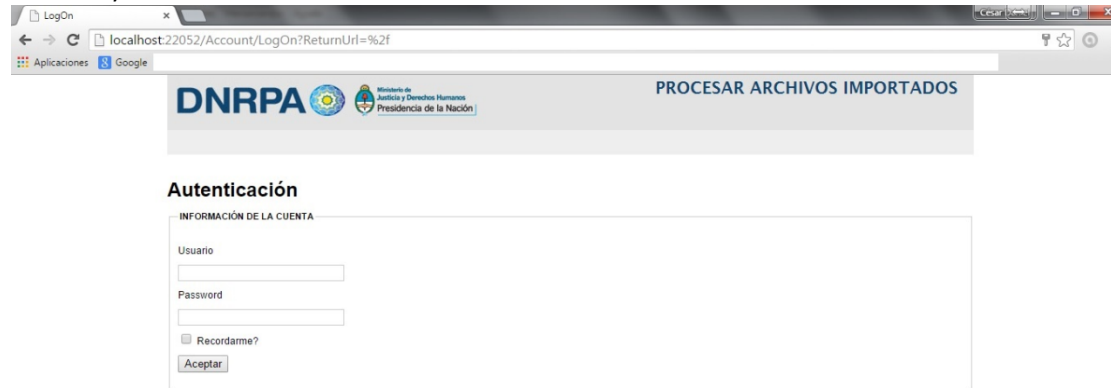 LogOn
Cesar
localhost:22052/Account/LogOn?ReturnUrl=%2f
Aplicaciones
Google
DNRPA
Ministerio de
Justicia y Derechos Humanos
Presidencia de la Nación
PROCESAR ARCHIVOS IMPORTADOS
Autenticación
INFORMACIÓN DE LA CUENTA
Usuario
Password
Recordarme?
Aceptar